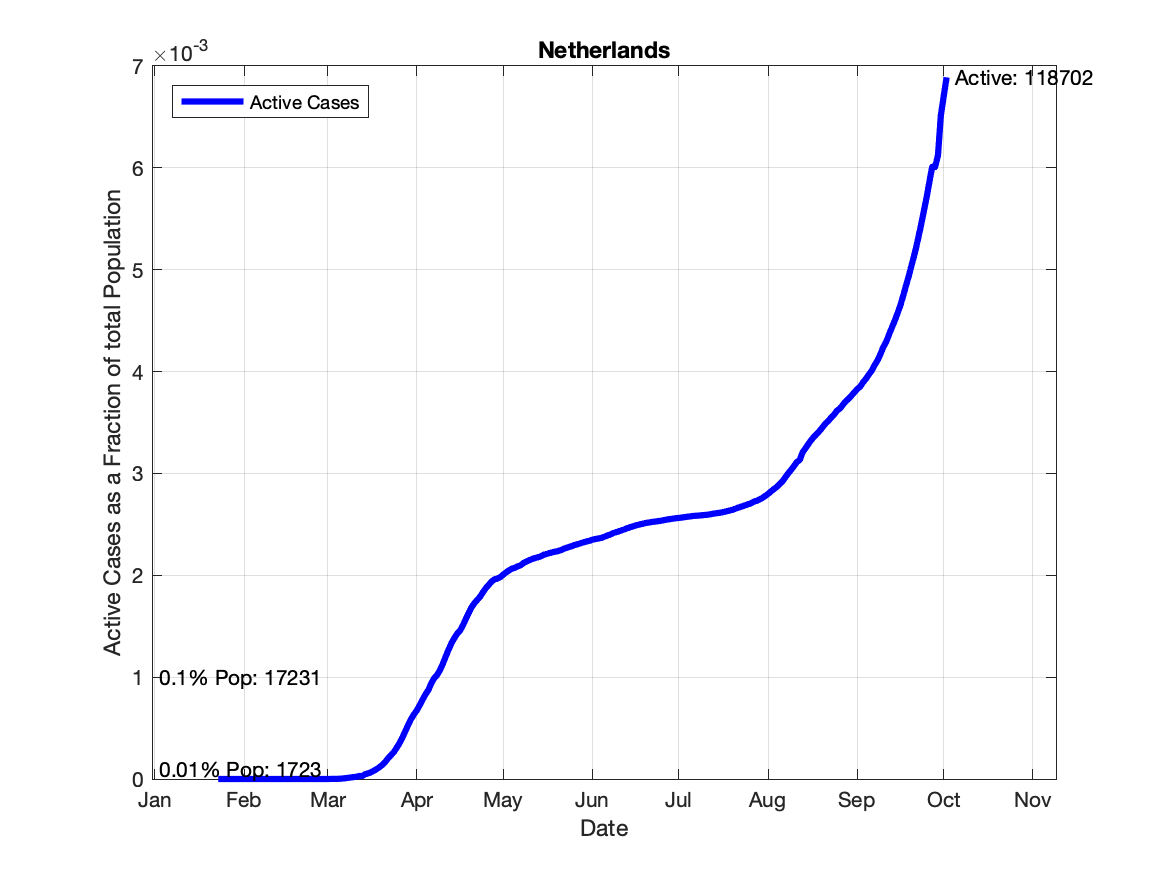 Netherlands
×10-3
7
6
5
4
3
2
1
0
Active Cases as a Fraction of total Population
Active Cases
Active: 118702
0.1% Pop: 17231
0.01% Pop: 1723
Jan Feb Mar Apr May Jun Jul Aug Sep Oct Nov
Date